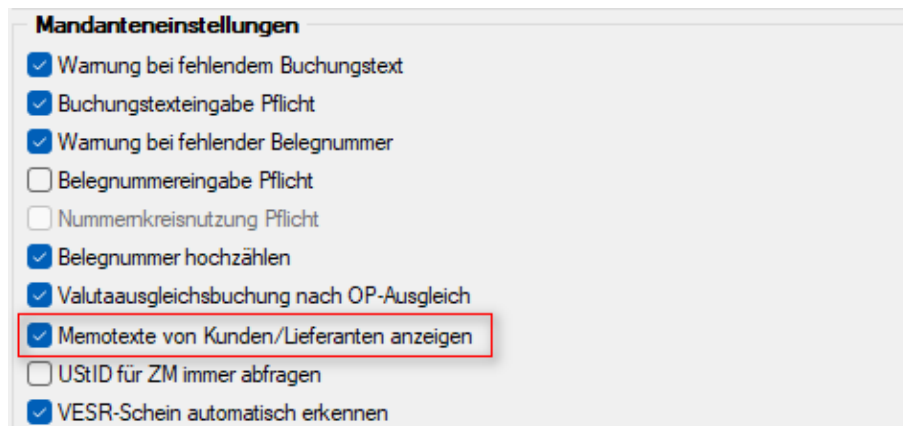 Mandanteneinstellungen
Warnung bei fehlendem Buchungstext
Buchungstexteingabe Pflicht
Warnung bei fehlender Belegnummer
Belegnummereingabe Pflicht
Nummernkreisnutzung Pflicht
Belegnummer hochzählen
Valutaausgleichsbuchung nach OP-Ausgleich
Memotexte von Kunden/Lieferanten anzeigen
UStID für ZM immer abfragen
VESR-Schein automatisch erkennen